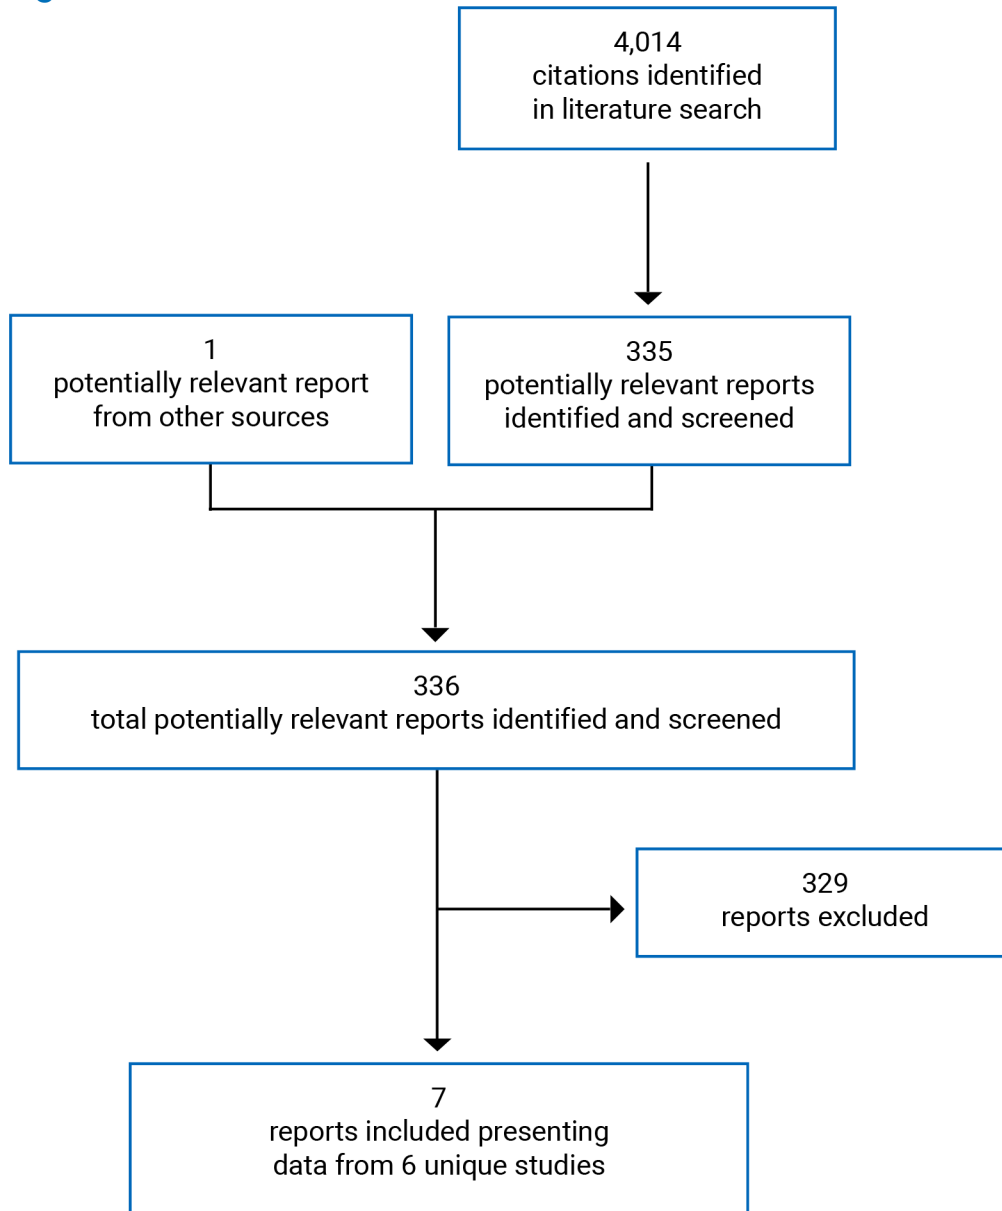 4,014
citations identified
in literature search
1
potentially relevant report
from other sources
335
potentially relevant reports
identified and screened
336
total potentially relevant reports identified and screened
329
reports excluded
7
reports included presenting
data from 6 unique studies